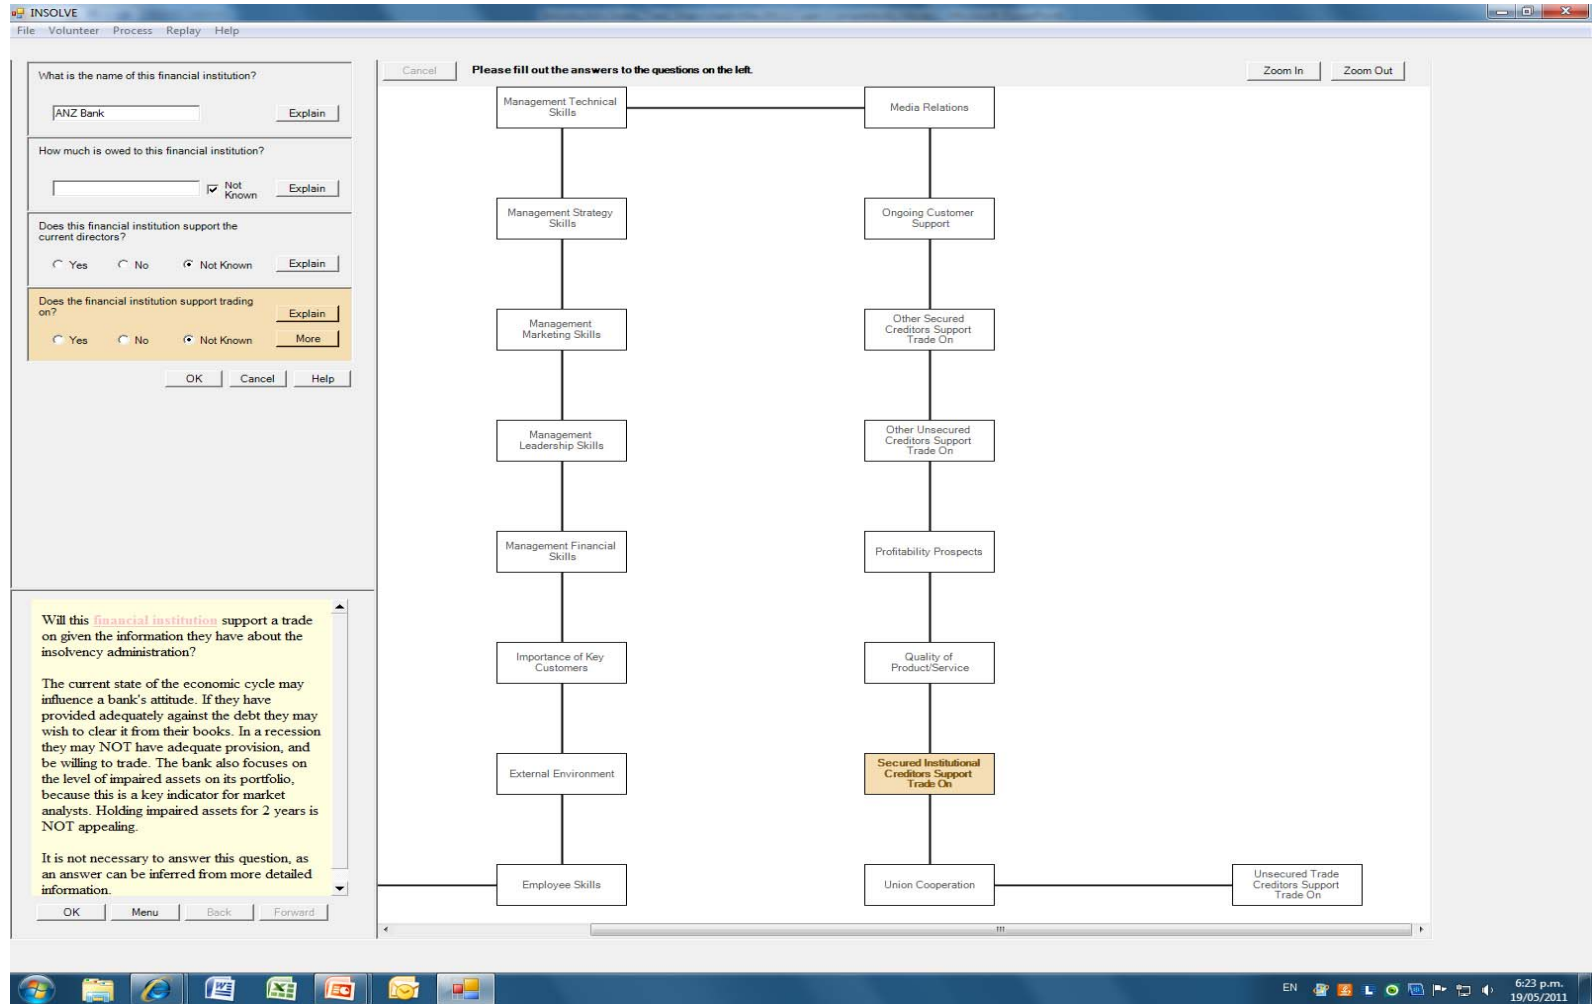 INSOLVE
File Volunteer Process Replay Help
What is the name of this financial institution?
ANZ Bank
Explain
How much is owed to this financial institution?
Not
Known
Explain
Does this financial institution support the
current directors?
Yes No Not Known Explain
Does the financial institution support trading
on?
Explain
Yes No Not Known More
OK Cancel Help
Will this financial institution support a trade
on given the information they have about the
insolvency administration?
The current state of the economic cycle may
influence a bank's attitude. If they have
provided adequately against the debt they may
wish to clear it from their books. In a recession
they may NOT have adequate provision, and
be willing to trade. The bank also focuses on
the level of impaired assets on its portfolio,
because this is a key indicator for market
analysts. Holding impaired assets for 2 years is
NOT appealing.
It is not necessary to answer this question, as
an answer can be inferred from more detailed
information.
OK Menu Back Forward
Cancel Please fill out the answers to the questions on the left. Zoom In Zoom Out
Management Technical
Skills
Management Strategy
Skills
Management
Marketing Skills
Management
Leadership Skills
Management Financial
Skills
Importance of Key
Customers
External Environment
Employee Skills
Media Relations
Ongoing Customer
Support
Other Secured
Creditors Support
Trade On
Other Unsecured
Creditors Support
Trade On
Profitability Prospects
Quality of
Product/Service
Secured Institutional
Creditors Support
Trade On
Union Cooperation
Unsecured Trade
Creditors Support
Trade On
EN
6:23 p.m.
19/05/2011